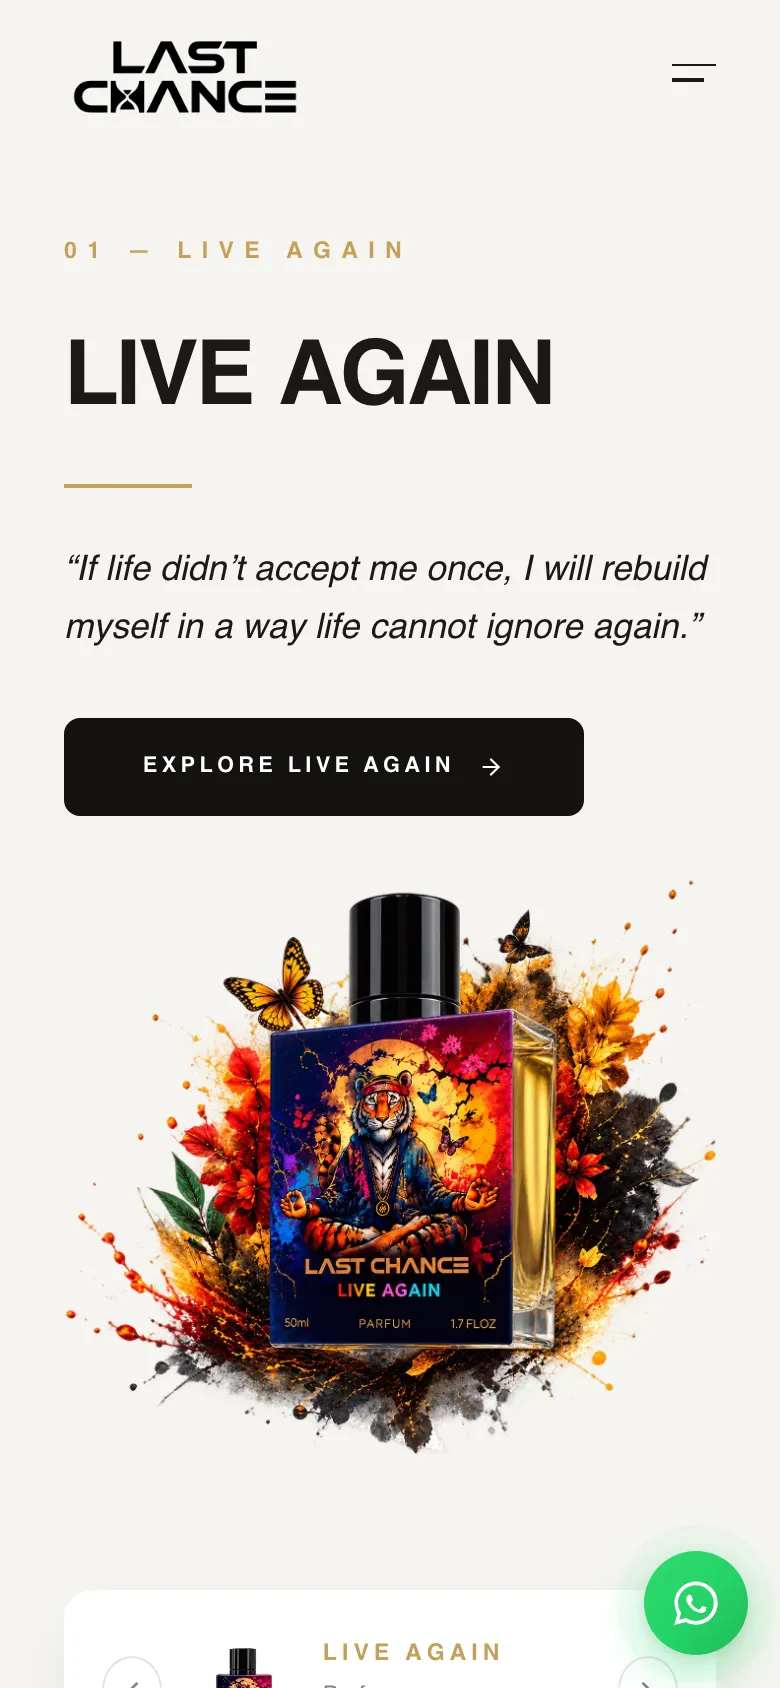 LAST
CHANCE
01 — LIVE AGAIN
LIVE AGAIN
“If life didn’t accept me once, I will rebuild
myself in a way life cannot ignore again.”
EXPLORE LIVE AGAIN →
LAST CHANCE
LIVE AGAIN
50ml PARFUM 1.7 FLOZ
LIVE AGAIN